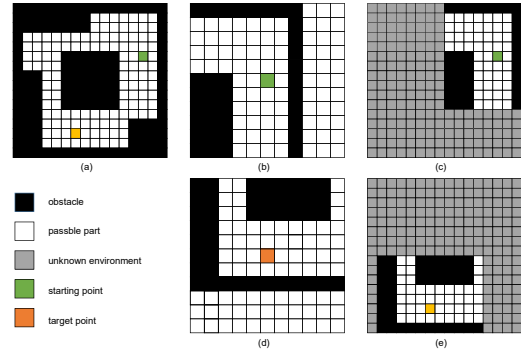 (a)
(b)
(c)
obstacle
passble part
unknown environment
starting point
target point
(d)
(e)